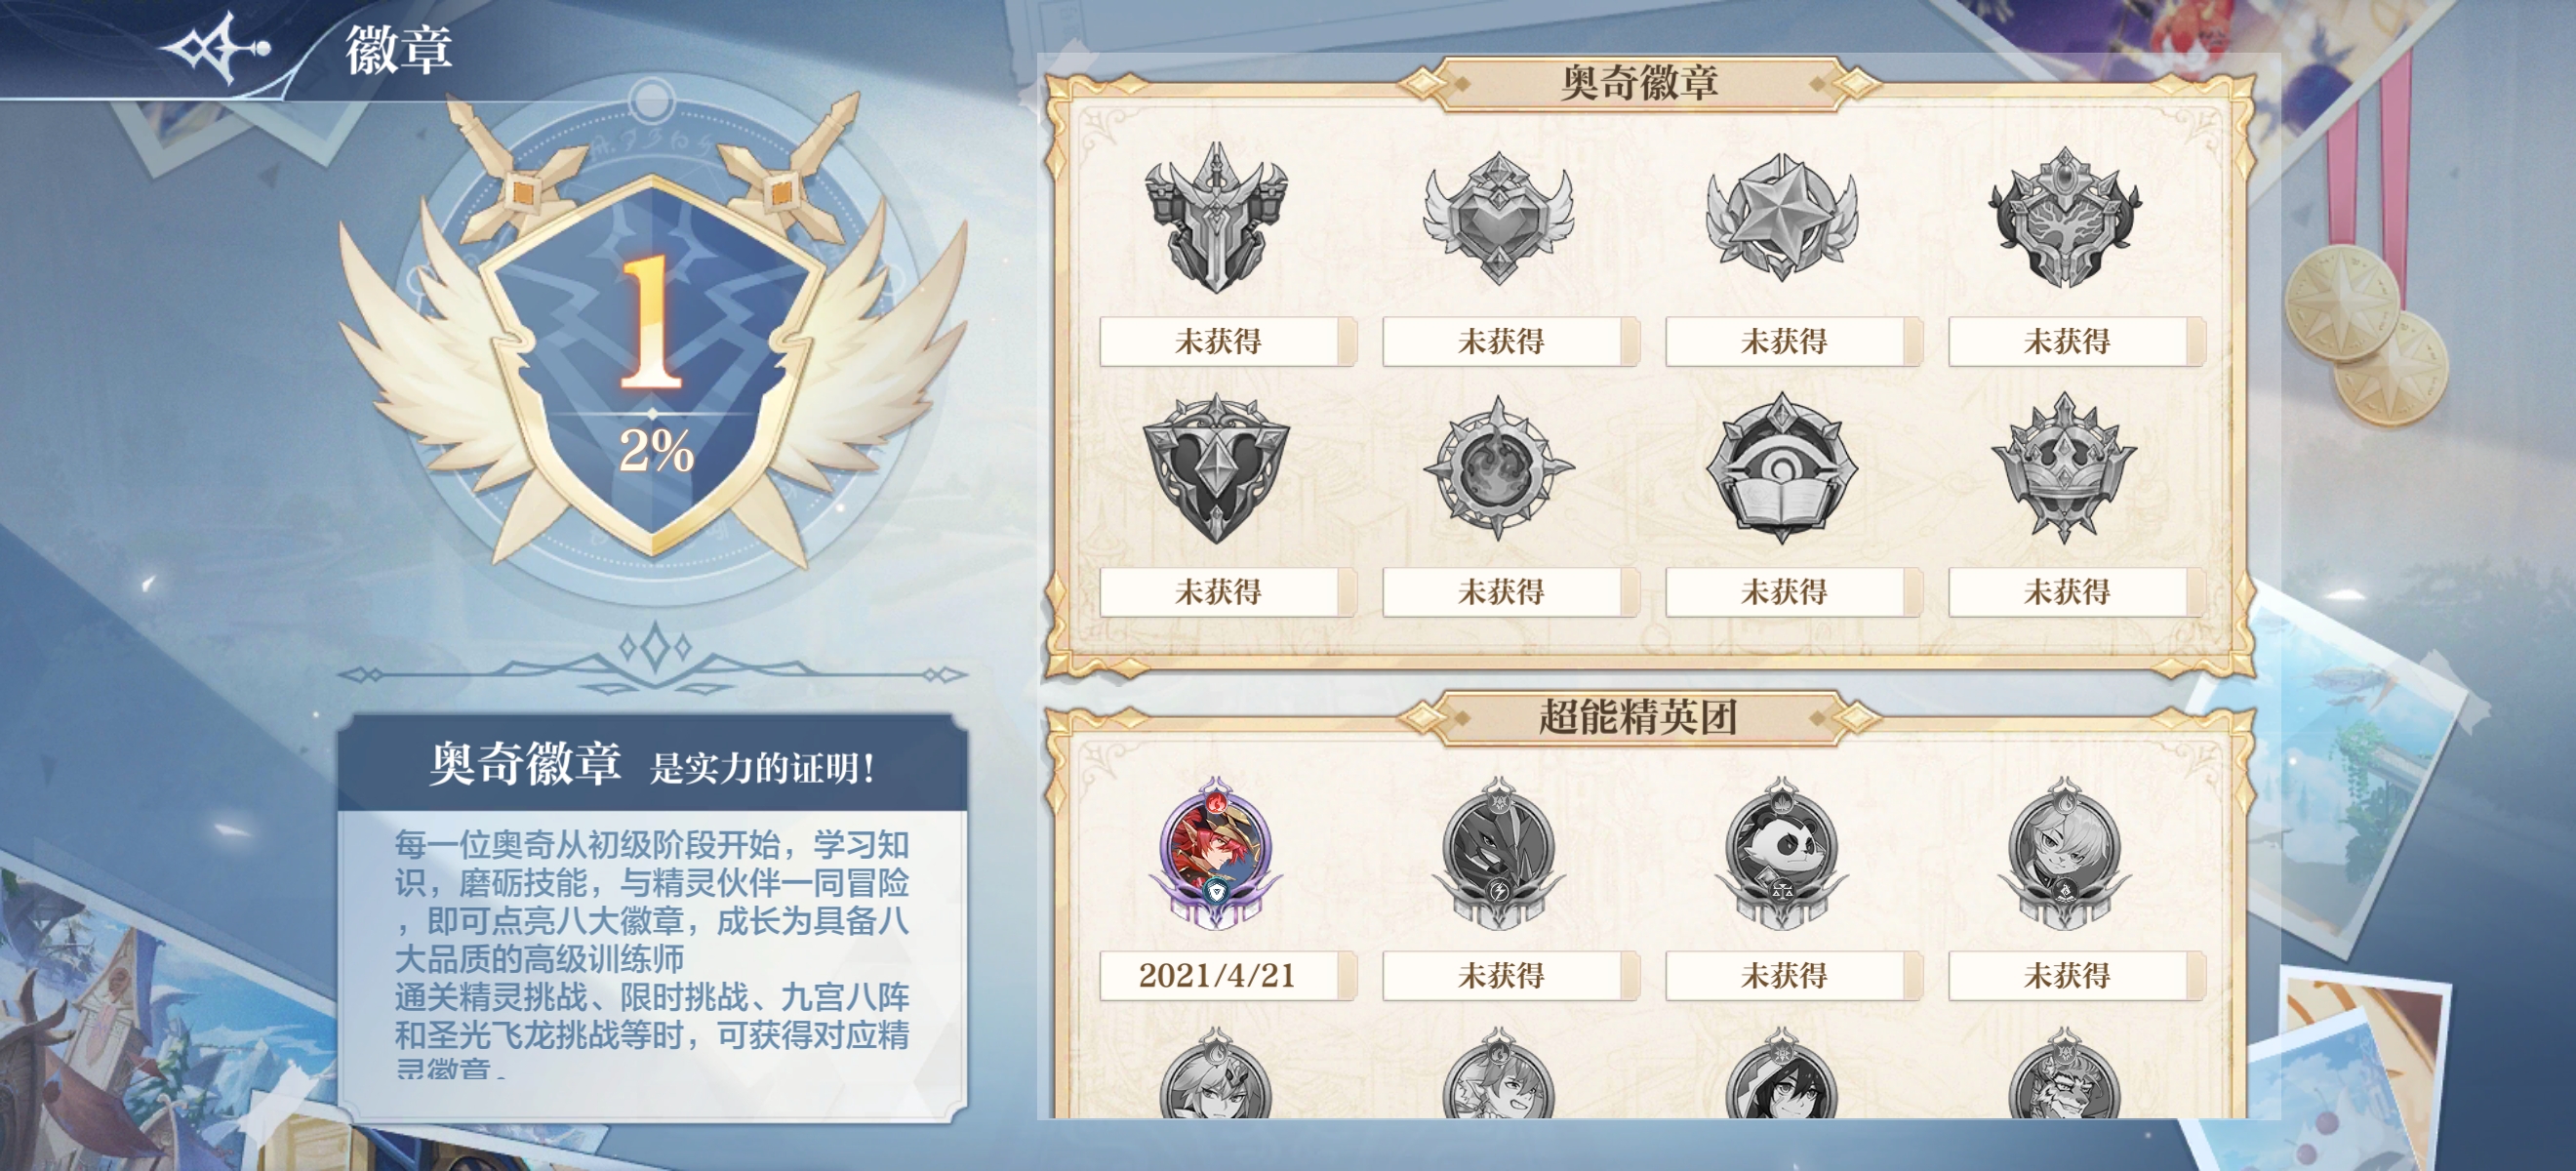 徽章
1
2%
奥奇徽章 是实力的证明！
每一位奥奇从初级阶段开始，学习知
识，磨砺技能，与精灵伙伴一同冒险
，即可点亮八大徽章，成长为具备八
大品质的高级训练师
通关精灵挑战、限时挑战、九宫八阵
和圣光飞龙挑战等时，可获得对应精
灵徽章。
奥奇徽章
未获得 未获得 未获得 未获得
未获得 未获得 未获得 未获得
超能精英团
2021/4/21 未获得 未获得 未获得